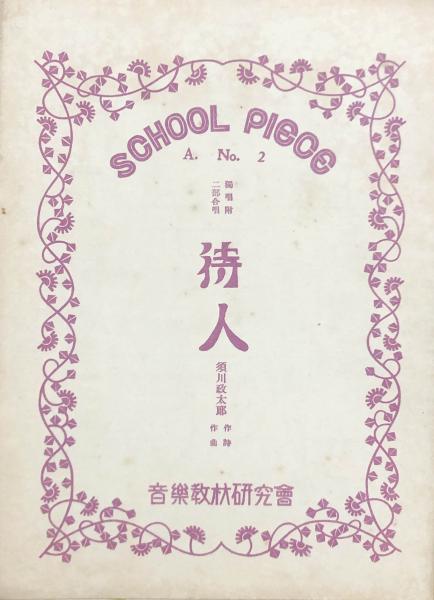 SCHOOL PIECE
A. No. 2
獨唱附
二部合唱
待人
須川政太郎
作詩
作曲
音樂教材研究會